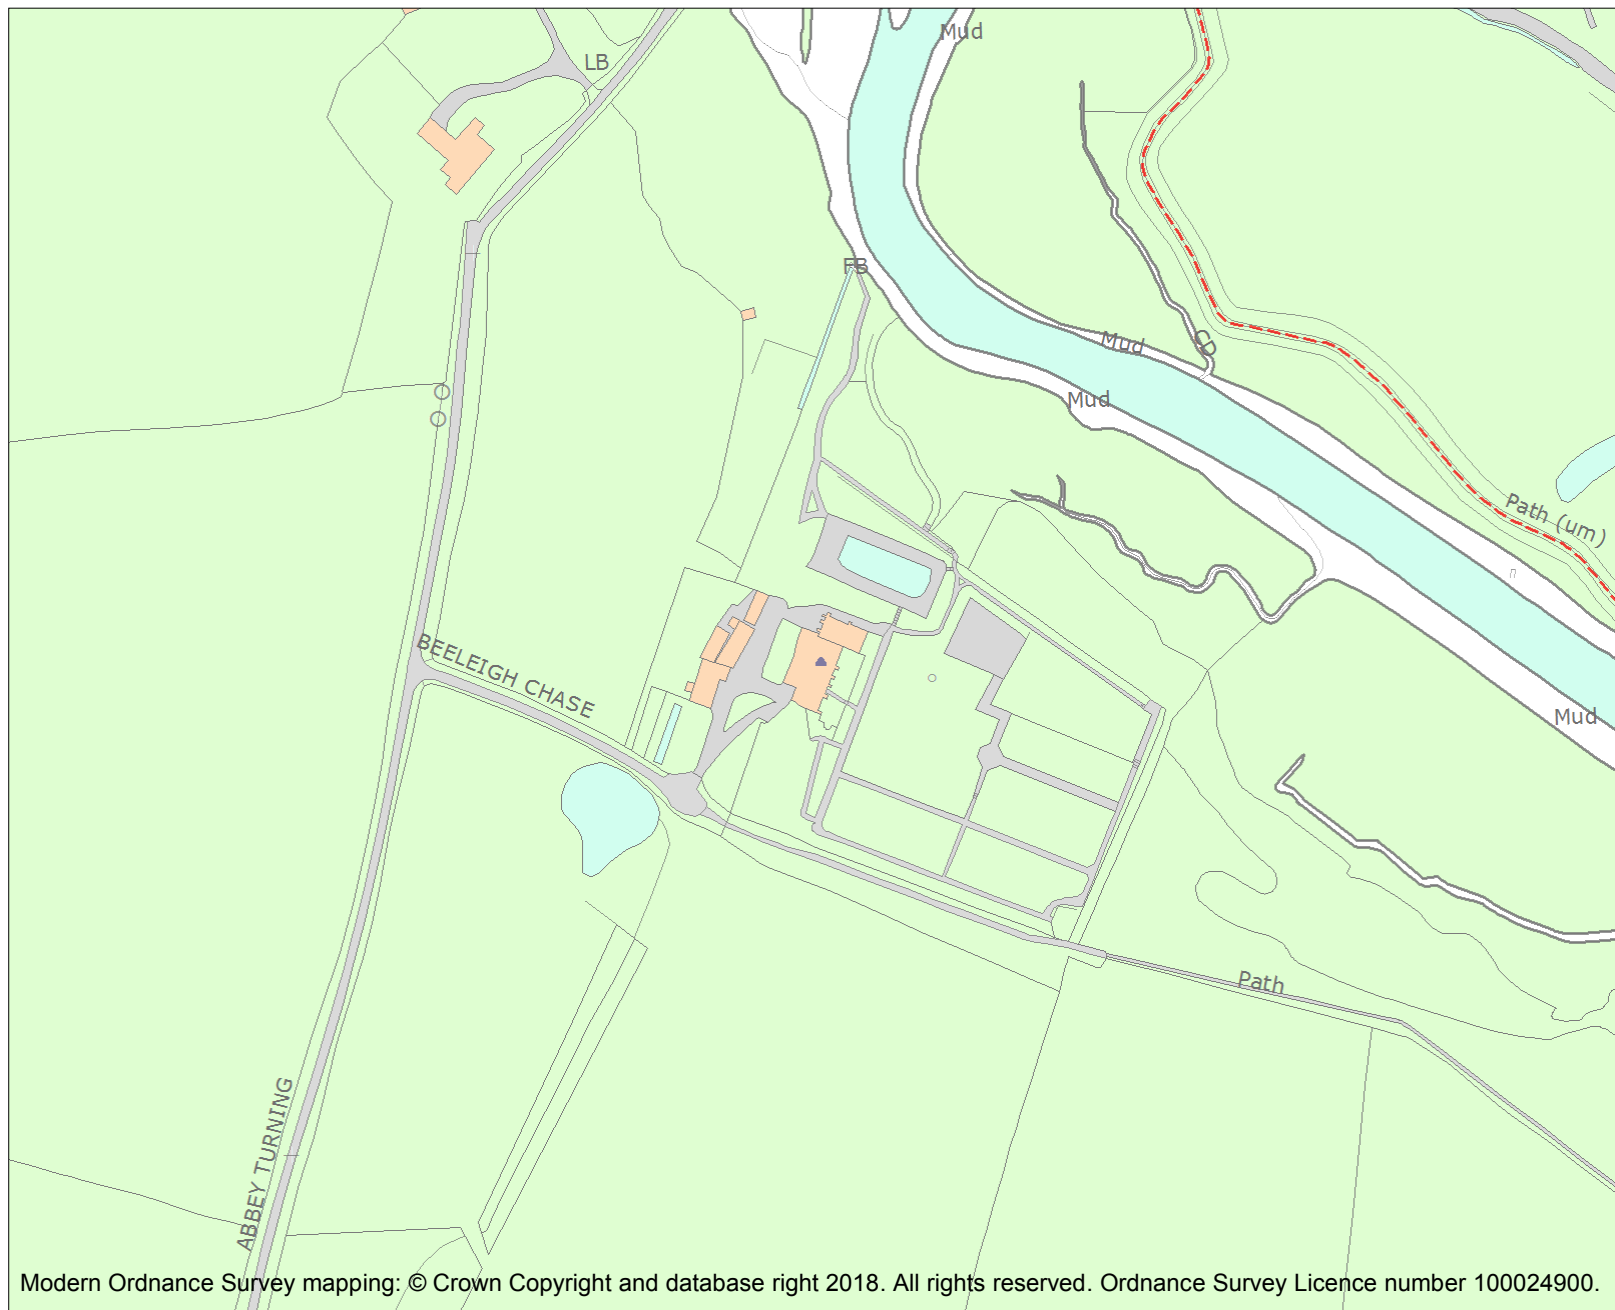 Mud
LB
FB
Mud
CD
Mud
Path (um)
BEELEIGH CHASE
Mud
Path
ABBEY TURNING
Modern Ordnance Survey mapping: © Crown Copyright and database right 2018. All rights reserved. Ordnance Survey Licence number 100024900.